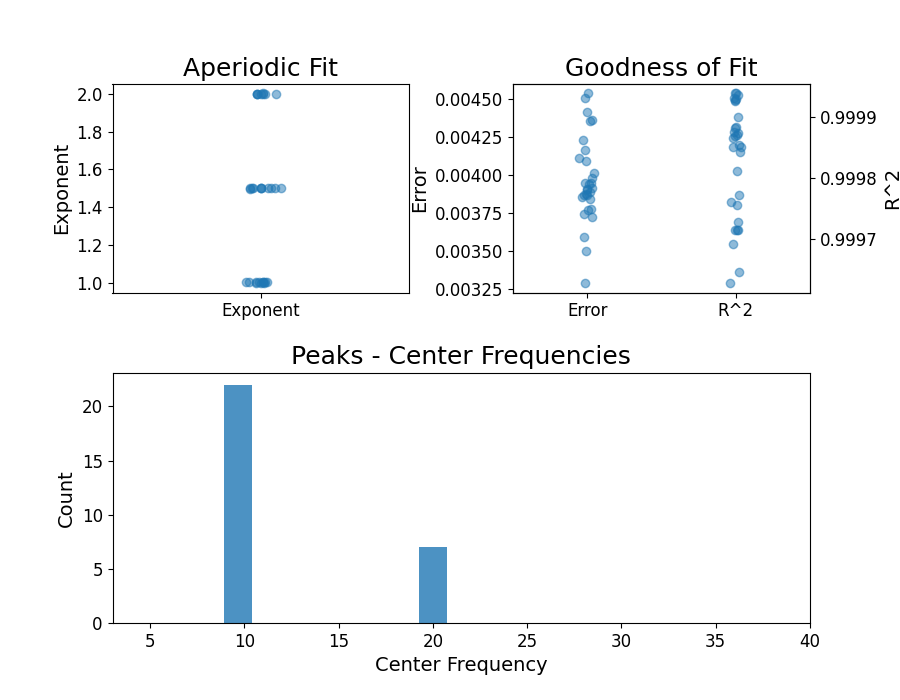 Aperiodic Fit
Exponent
2.0
1.8
1.6
1.4
1.2
1.0
Exponent
Goodness of Fit
Error
0.00450
0.00425
0.00400
0.00375
0.00350
0.00325
Error
R^2
0.9999
0.9998
0.9997
R^2
Peaks - Center Frequencies
Count
20
15
10
5
0
5
10
15
20
25
30
35
40
Center Frequency